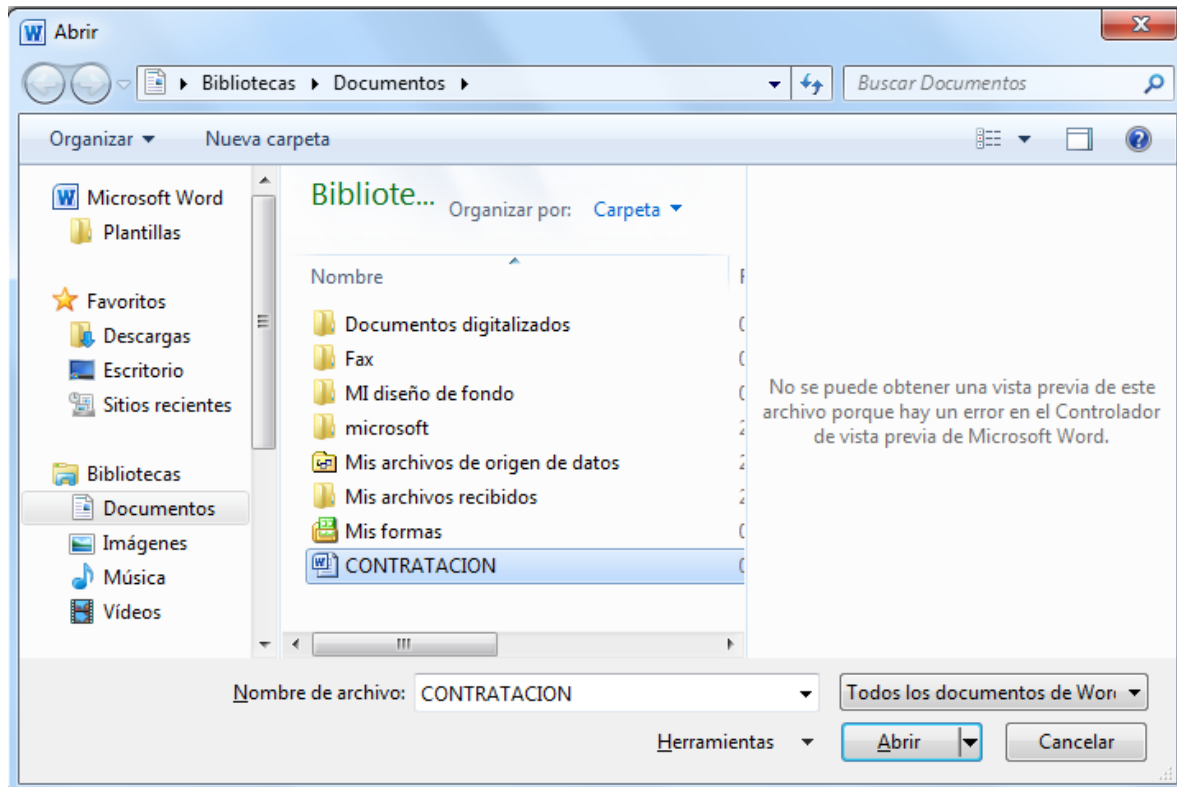 Abrir
Bibliotecas Documentos
Buscar Documentos
Organizar
Nueva carpeta
Microsoft Word
Plantillas
Favoritos
Descargas
Escritorio
Sitios recientes
Bibliotecas
Documentos
Imágenes
Música
Vídeos
Bibliote...
Organizar por: Carpeta
Nombre
Documentos digitalizados
Fax
MI diseño de fondo
microsoft
Mis archivos de origen de datos
Mis archivos recibidos
Mis formas
CONTRATACION
No se puede obtener una vista previa de este
archivo porque hay un error en el Controlador
de vista previa de Microsoft Word.
Nombre de archivo: CONTRATACION
Todos los documentos de
Herramientas
Abrir
Cancelar